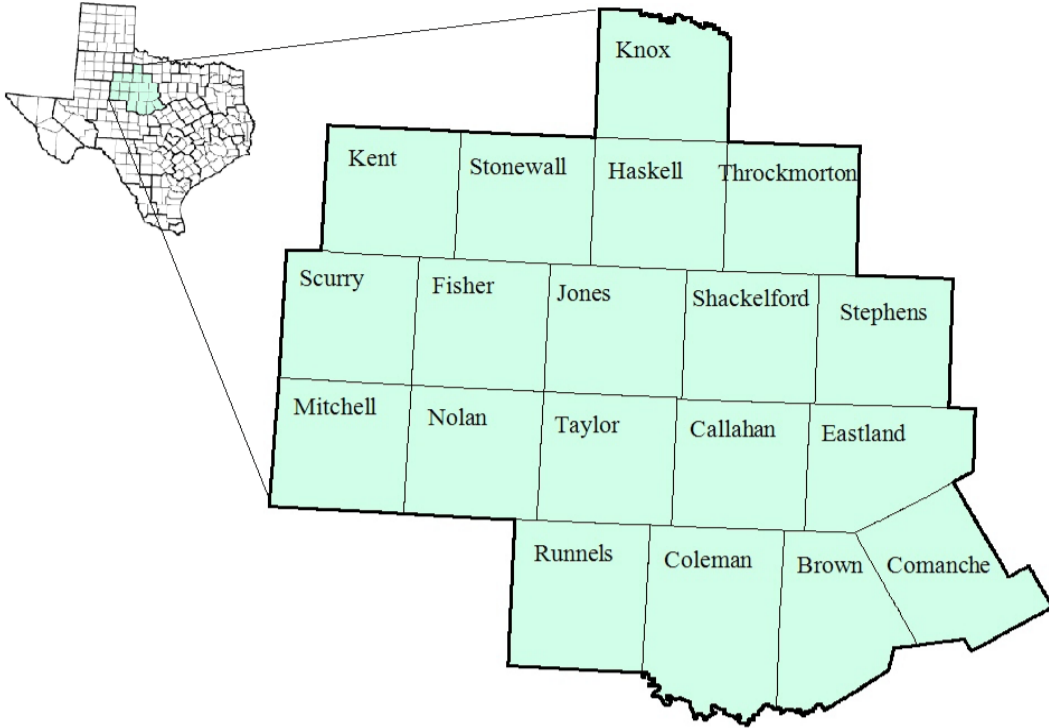 Knox
Kent
Stonewall
Haskell
Throckmorton
Scurry
Fisher
Jones
Shackelford
Stephens
Mitchell
Nolan
Taylor
Callahan
Eastland
Runnels
Coleman
Brown
Comanche